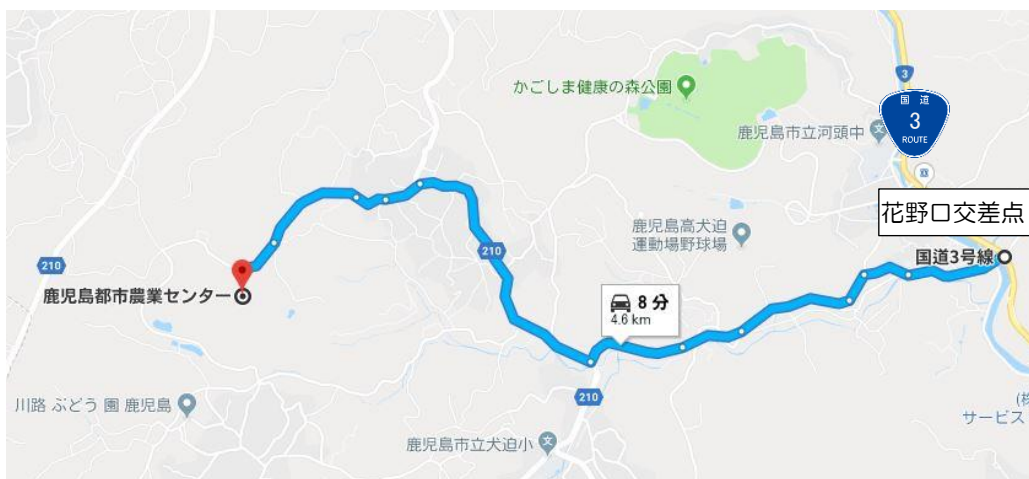 かごしま健康の森公園
3
国道
3
ROUTE
鹿児島市立河頭中
文
花野口交差点
鹿児島高犬迫
運動場野球場
210
国道3号線
210
鹿児島都市農業センター
8 分
4.6 km
210
川路 ぶどう 園 鹿児島
鹿児島市立犬迫小
文
(株
サービス